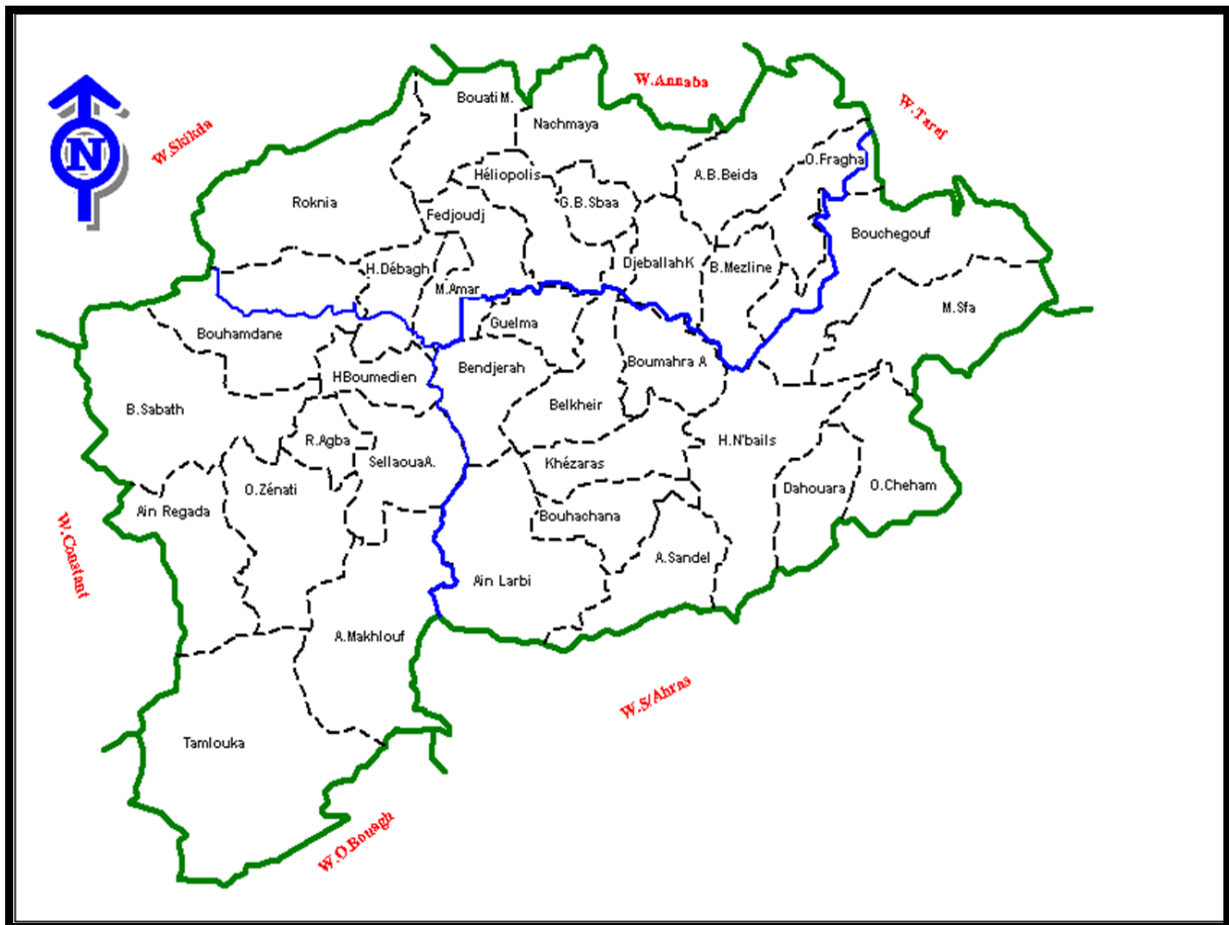 W.Annaba
W.Taref
W.Skikda
N
Bouati M.
Nachmaya
O.Fragha
A.B.Beida
Héliopolis
G.B.Sbaa
Roknia
Fedjoudj
Bouchegouf
H.Débagh
Djeballah K
B.Mezline
M.Amar
M.Sfa
Guelma
Bouhamdane
Boumahra A
Bendjerah
HBoumedien
Belkheir
B.Sabath
H.N'bails
R.Agba
Sellaoua A.
Khézaras
O.Zénati
Dahouara
O.Cheham
Ain Regada
Bouhachana
W.Constant
A.Sandel
Ain Larbi
A.Makhlouf
W.S/Ahras
Tamlouka
W.O.Bouagh